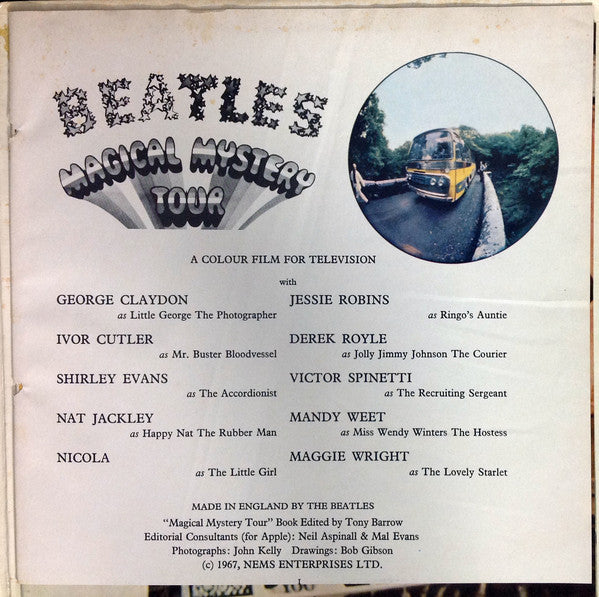 BEATLES
MAGICAL MYSTERY
TOUR
A COLOUR FILM FOR TELEVISION
with
GEORGE CLAYDON
as Little George The Photographer
JESSIE ROBINS
as Ringo's Auntie
IVOR CUTLER
as Mr. Buster Bloodvessel
DEREK ROYLE
as Jolly Jimmy Johnson The Courier
SHIRLEY EVANS
as The Accordionist
VICTOR SPINETTI
as The Recruiting Sergeant
NAT JACKLEY
as Happy Nat The Rubber Man
MANDY WEET
as Miss Wendy Winters The Hostess
NICOLA
as The Little Girl
MAGGIE WRIGHT
as The Lovely Starlet
MADE IN ENGLAND BY THE BEATLES
"Magical Mystery Tour" Book Edited by Tony Barrow
Editorial Consultants (for Apple): Neil Aspinall & Mal Evans
Photographs: John Kelly Drawings: Bob Gibson
(c) 1967, NEMS ENTERPRISES LTD.
1